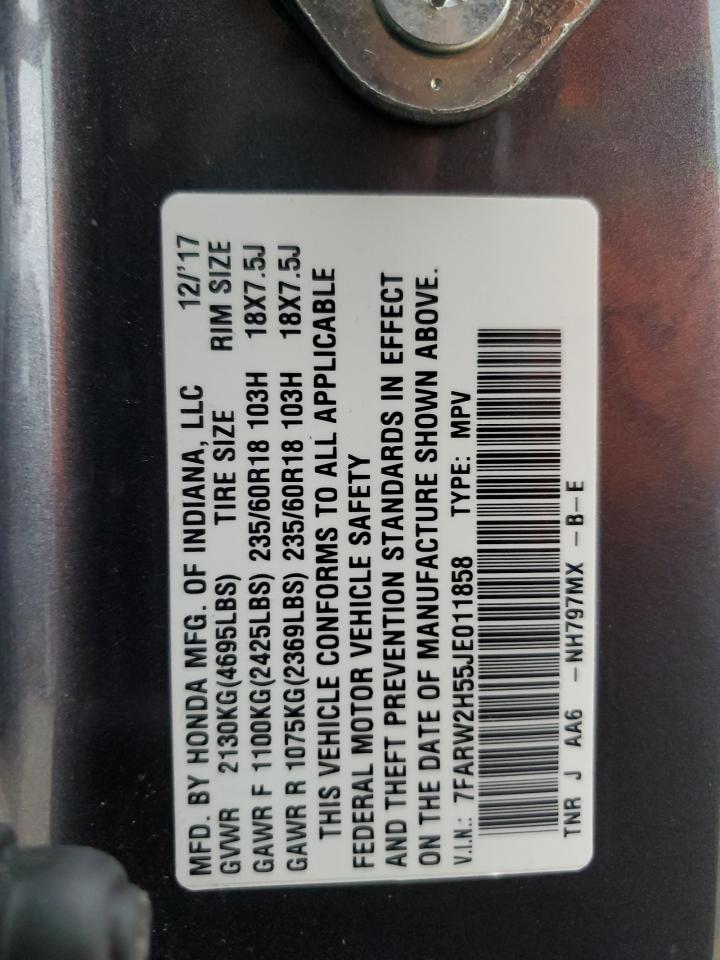 MFD. BY HONDA MFG. OF INDIANA, LLC 12/'17
GVWR 2130KG(4695LBS) TIRE SIZE RIM SIZE
GAWR F 1100KG(2425LBS) 235/60R18 103H 18X7.5J
GAWR R 1075KG(2369LBS) 235/60R18 103H 18X7.5J
THIS VEHICLE CONFORMS TO ALL APPLICABLE
FEDERAL MOTOR VEHICLE SAFETY
AND THEFT PREVENTION STANDARDS IN EFFECT
ON THE DATE OF MANUFACTURE SHOWN ABOVE.
V.I.N.: 7FARW2H55JE011858 TYPE: MPV
TNR J AA6 -NH797MX -B-E